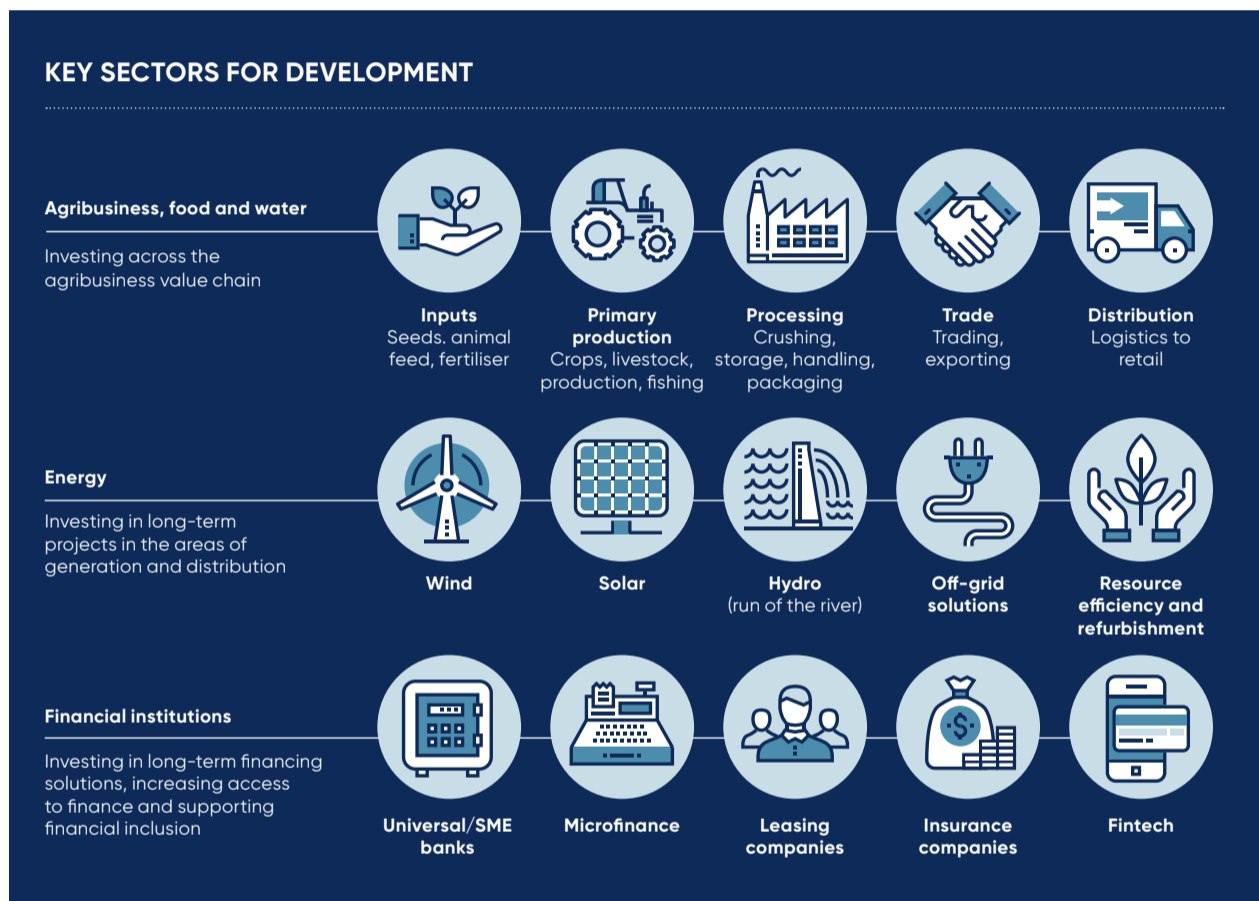 KEY SECTORS FOR DEVELOPMENT
Agribusiness, food and water
Investing across the
agribusiness value chain
Inputs
Seeds. animal
feed, fertiliser
Primary
production
Crops, livestock,
production, fishing
Processing
Crushing,
storage, handling,
packaging
Trade
Trading,
exporting
Distribution
Logistics to
retail
Energy
Investing in long-term
projects in the areas of
generation and distribution
Wind
Solar
Hydro
(run of the river)
Off-grid
solutions
Resource
efficiency and
refurbishment
Financial institutions
Investing in long-term financing
solutions, increasing access
to finance and supporting
financial inclusion
$
Universal/SME
banks
Microfinance
Leasing
companies
Insurance
companies
Fintech